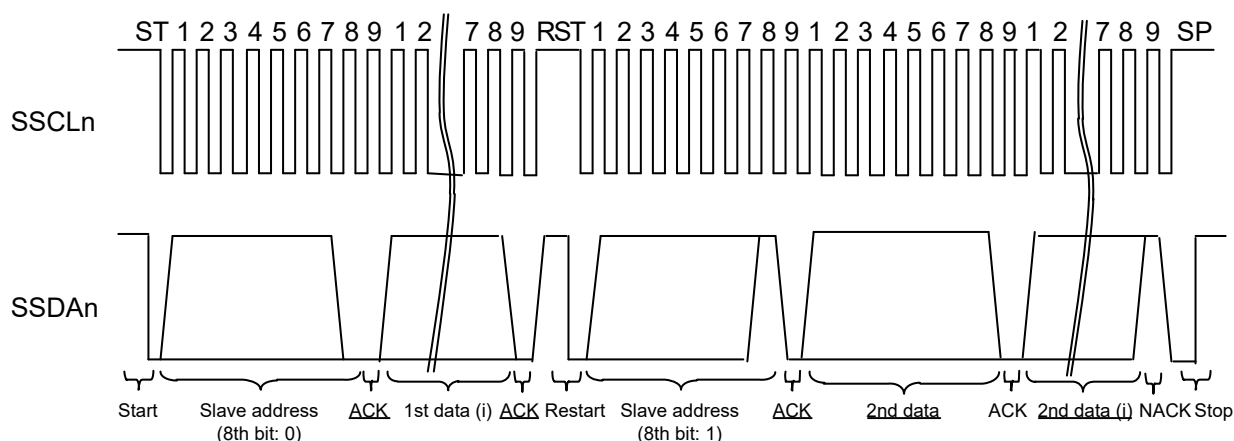 ST 1 2 3 4 5 6 7 8 9 1 2 7 8 9 RST 1 2 3 4 5 6 7 8 9 1 2 3 4 5 6 7 8 9 1 2 7 8 9 SP
SSCLn
SSDAn
Start Slave address ACK 1st data (i) ACK Restart Slave address ACK 2nd data ACK 2nd data (i) NACK Stop
(8th bit: 0) (8th bit: 1)